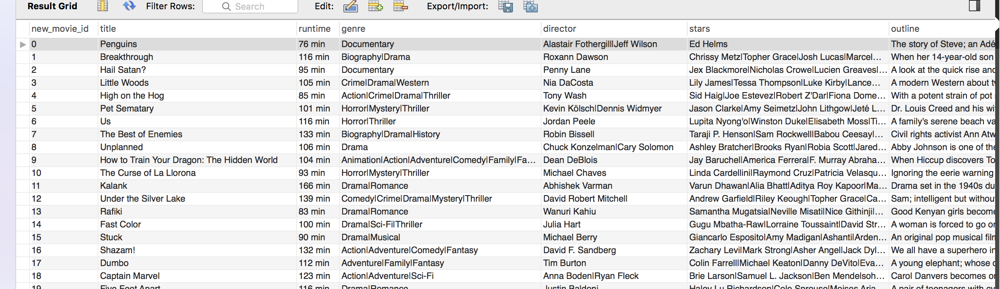 Result Grid Filter Rows: Search Edit: Export/Import:
new_movie_id title runtime genre director stars outline
0 Penguins 76 min Documentary Alastair Fothergill|Jeff Wilson Ed Helms The story of Steve; an Adé
1 Breakthrough 116 min Biography|Drama Roxann Dawson Chrissy Metz|Topher Grace|Josh Lucas|Marcel... When her 14-year-old son
2 Hail Satan? 95 min Documentary Penny Lane Jex Blackmore|Nicholas Crowe|Lucien Greaves|... A look at the quick rise and
3 Little Woods 105 min Crime|Drama|Western Nia DaCosta Lily James|Tessa Thompson|Luke Kirby|Lance... A modern Western about
4 High on the Hog 85 min Action|Crime|Drama|Thriller Tony Wash Sid Haig|Joe Estevez|Robert Z'Dar|Fiona Dome... With a potent strain of pot
5 Pet Sematary 101 min Horror|Mystery|Thriller Kevin Kölsch|Dennis Widmyer Jason Clarke|Amy Seimetz|John Lithgow|Jeté L... Dr. Louis Creed and his wi
6 Us 116 min Horror|Thriller Jordan Peele Lupita Nyong'o|Winston Duke|Elisabeth Moss|Ti... A family's serene beach va
7 The Best of Enemies 133 min Biography|Drama|History Robin Bissell Taraji P. Henson|Sam Rockwell|Babou Ceesay|... Civil rights activist Ann Atw
8 Unplanned 106 min Drama Chuck Konzelman|Cary Solomon Ashley Bratcher|Brooks Ryan|Robia Scott|Jared... Abby Johnson is one of the
9 How to Train Your Dragon: The Hidden World 104 min Animation|Action|Adventure|Comedy|Family|Fa... Dean DeBlois Jay Baruchel|America Ferrera|F. Murray Abraha... When Hiccup discovers To
10 The Curse of La Llorona 93 min Horror|Mystery|Thriller Michael Chaves Linda Cardellini|Raymond Cruz|Patricia Velasqu... Ignoring the eerie warning
11 Kalank 166 min Drama|Romance Abhishek Varman Varun Dhawan|Alia Bhatt|Aditya Roy Kapoor|Ma... Drama set in the 1940s du
12 Under the Silver Lake 139 min Comedy|Crime|Drama|Mystery|Thriller David Robert Mitchell Andrew Garfield|Riley Keough|Topher Grace|Ca... Sam; intelligent but withou
13 Rafiki 83 min Drama|Romance Wanuri Kahiu Samantha Mugatsia|Neville Misati|Nice Githinji|... Good Kenyan girls become
14 Fast Color 100 min Drama|Sci-Fi|Thriller Julia Hart Gugu Mbatha-Raw|Lorraine Toussaint|David Str... A woman is forced to go
15 Stuck 90 min Drama|Musical Michael Berry Giancarlo Esposito|Amy Madigan|Ashanti|Arden... An original pop musical film
16 Shazam! 132 min Action|Adventure|Comedy|Fantasy David F. Sandberg Zachary Levi|Mark Strong|Asher Angel|Jack Dyl... We all have a superhero in
17 Dumbo 112 min Adventure|Family|Fantasy Tim Burton Colin Farrell|Michael Keaton|Danny DeVito|Eva... A young elephant; whose
18 Captain Marvel 123 min Action|Adventure|Sci-Fi Anna Boden|Ryan Fleck Brie Larson|Samuel L. Jackson|Ben Mendelsoh... Carol Danvers becomes
19 Five Feet Apart 116 min Drama|Romance Justin Baldoni Haley Lu Richardson|Cole Sprouse|Moises Aria A pair of teenagers with